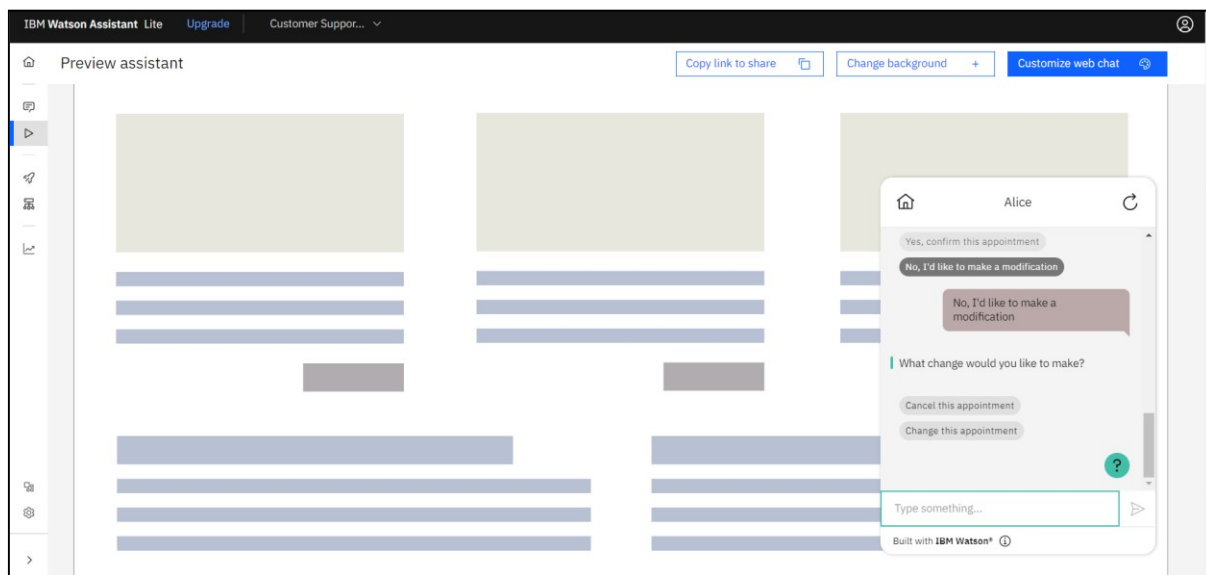 IBM Watson Assistant Lite Upgrade Customer Suppor...
Preview assistant
Copy link to share
Change background +
Customize web chat
Alice
Yes, confirm this appointment
No, I'd like to make a modification
No, I'd like to make a
modification
What change would you like to make?
Cancel this appointment
Change this appointment
?
Type something...
Built with IBM Watson®